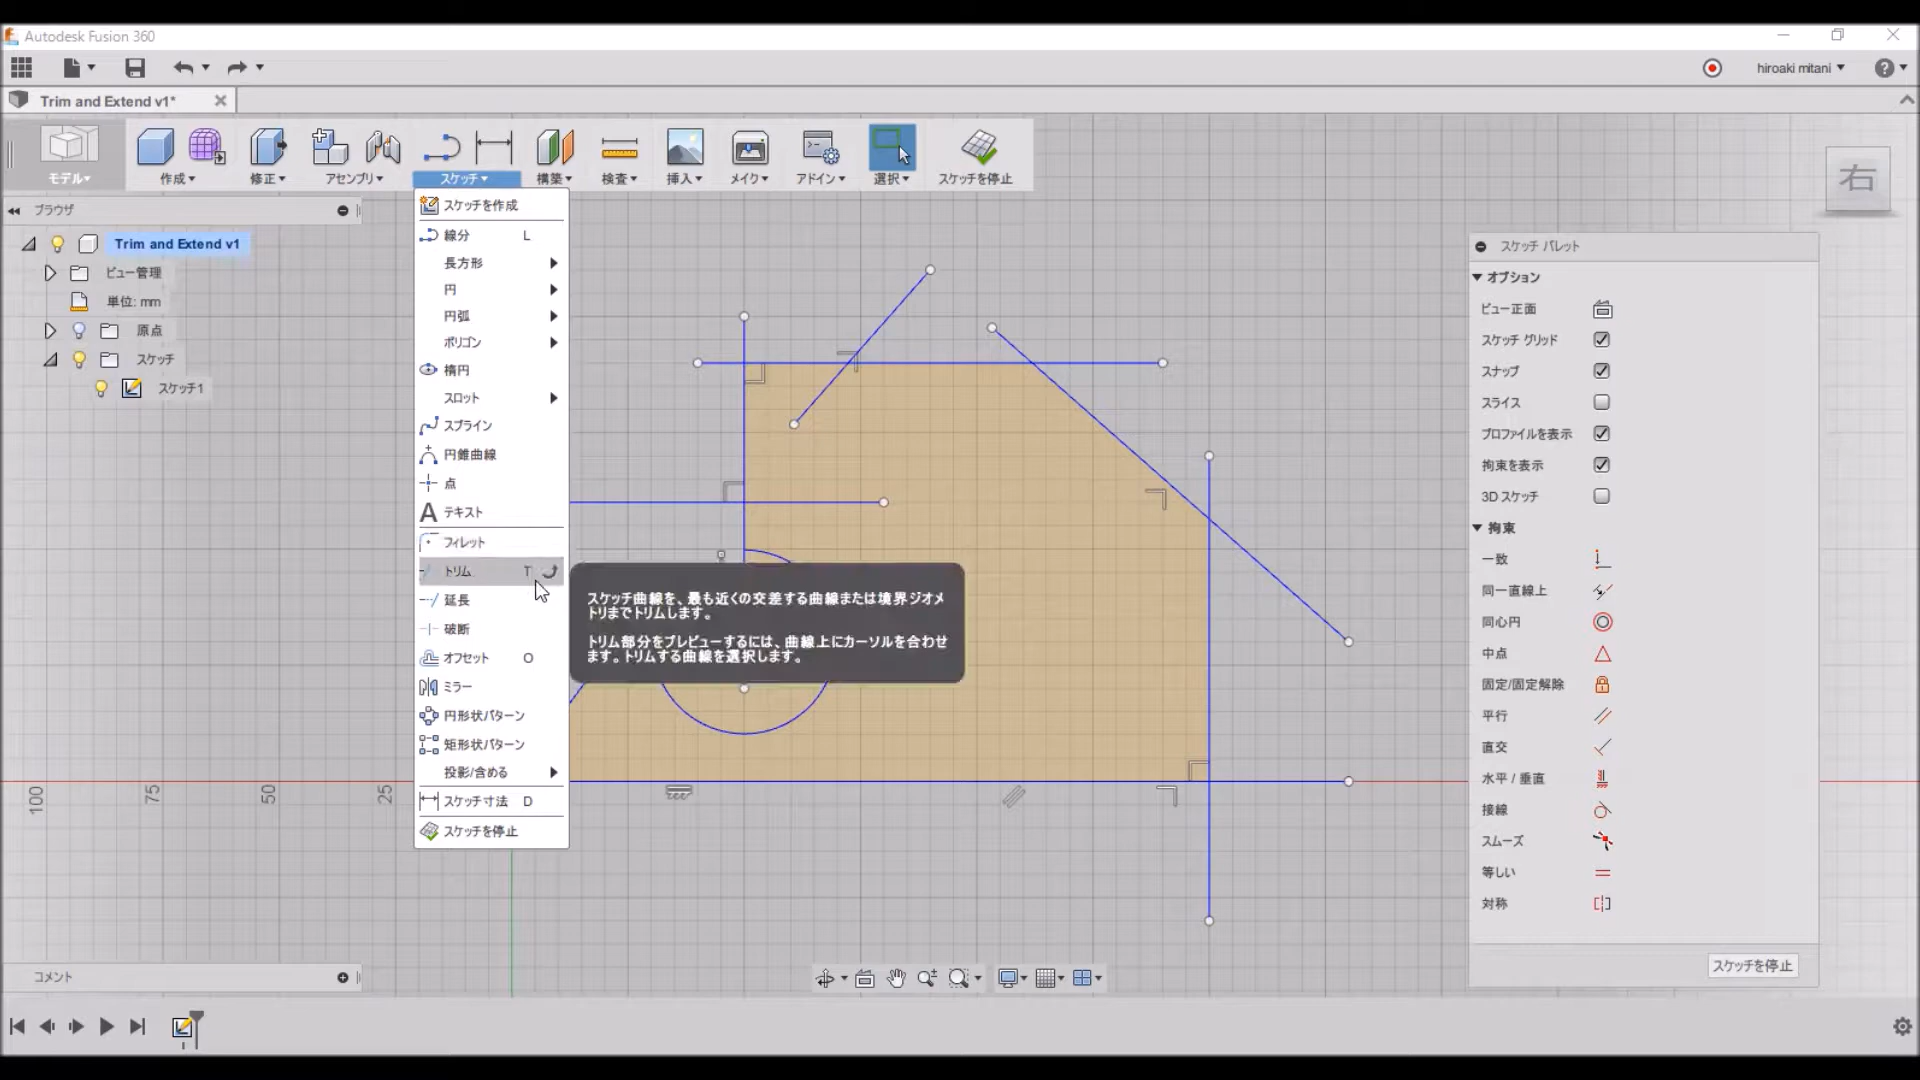 Autodesk Fusion 360
hiroaki mitani
Trim and Extend v1*
モデル
作成
修正
アセンブリ
スケッチ
構築
検査
挿入
メイク
アドイン
選択
スケッチを停止
右
ブラウザ
Trim and Extend v1
ビュー管理
単位: mm
原点
スケッチ
スケッチ1
スケッチを作成
線分 L
長方形
円
円弧
ポリゴン
楕円
スロット
スプライン
円錐曲線
点
テキスト
フィレット
トリム T
延長
破断
オフセット O
ミラー
円形状パターン
矩形状パターン
投影/含める
スケッチ寸法 D
スケッチを停止
スケッチ曲線を、最も近くの交差する曲線または境界ジオメ
トリまでトリムします。
トリム部分をプレビューするには、曲線上にカーソルを合わせ
ます。トリムする曲線を選択します。
100
75
50
25
スケッチ パレット
オプション
ビュー正面
スケッチ グリッド
スナップ
スライス
プロファイルを表示
拘束を表示
3D スケッチ
拘束
一致
同一直線上
同心円
中点
固定/固定解除
平行
直交
水平 / 垂直
接線
スムーズ
等しい
対称
スケッチを停止
コメント